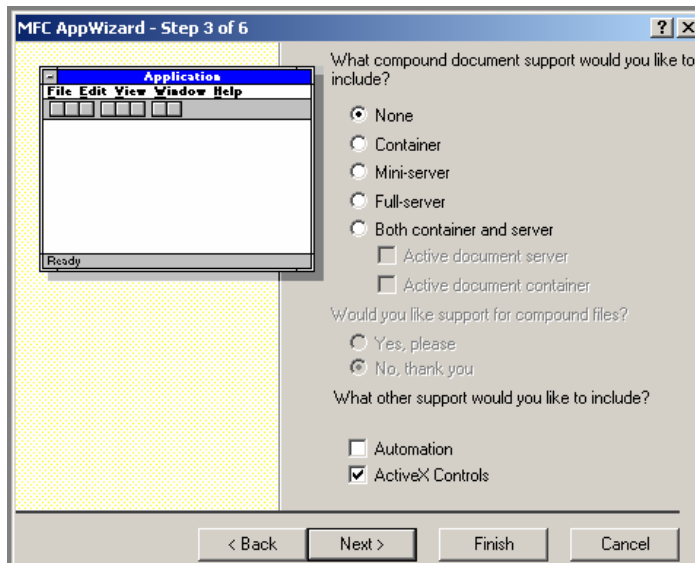 MFC AppWizard - Step 3 of 6
Application
File Edit View Window Help
Ready
What compound document support would you like to
include?
None
Container
Mini-server
Full-server
Both container and server
Active document server
Active document container
Would you like support for compound files?
Yes, please
No, thank you
What other support would you like to include?
Automation
ActiveX Controls
< Back Next > Finish Cancel